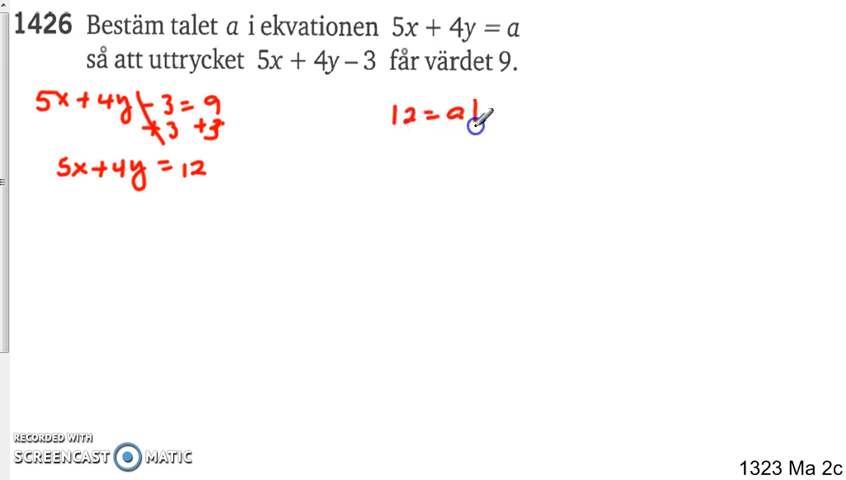 1426 Bestäm talet a i ekvationen 5x + 4y = a
så att uttrycket 5x + 4y – 3 får värdet 9.
5x + 4y - 3 = 9
+3 +3
5x + 4y = 12
12 = a!
RECORDED WITH
SCREENCAST MATIC
1323 Ma 2c